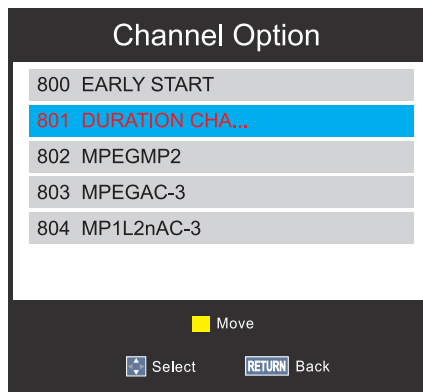 Channel Option
800 EARLY START
801 DURATION CHA...
802 MPEGMP2
803 MPEGAC-3
804 MP1L2nAC-3
Move
Select RETURN Back